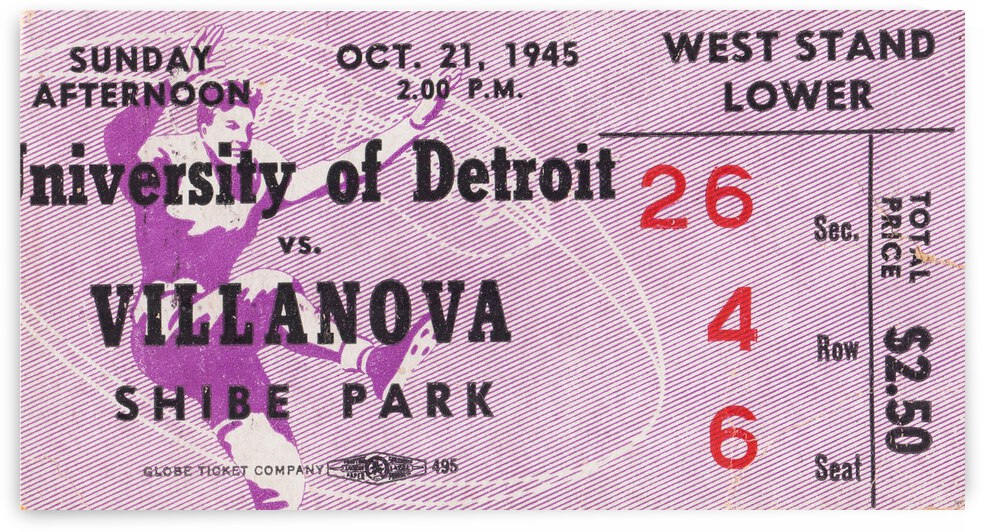 SUNDAY AFTERNOON
OCT. 21, 1945
2.00 P.M.
University of Detroit
vs.
VILLANOVA
SHIBE PARK
GLOBE TICKET COMPANY 495
WEST STAND
LOWER
26 Sec.
4 Row
6 Seat
TOTAL PRICE $2.50